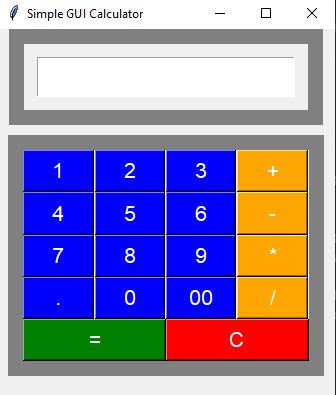 Simple GUI Calculator
1 2 3 +
4 5 6 -
7 8 9 *
. 0 00 /
= C